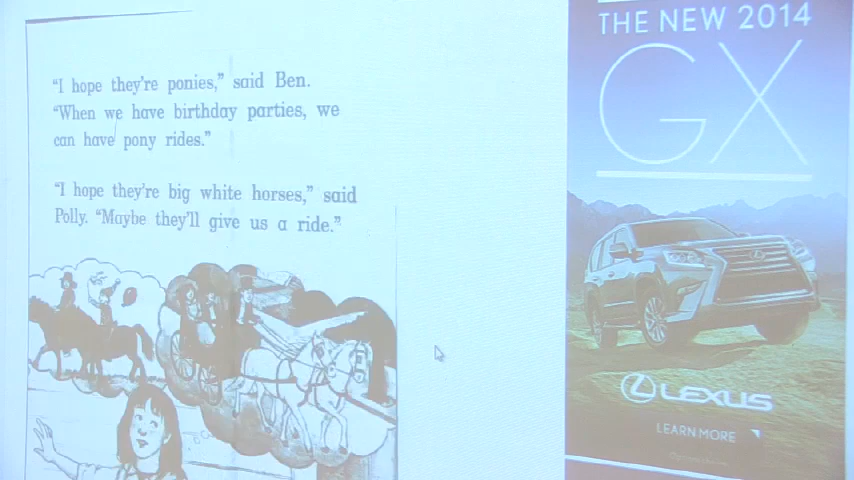 "I hope they're ponies," said Ben.
"When we have birthday parties, we
can have pony rides."
"I hope they're big white horses," said
Polly. "Maybe they'll give us a ride."
THE NEW 2014
GX
LEXUS
LEARN MORE